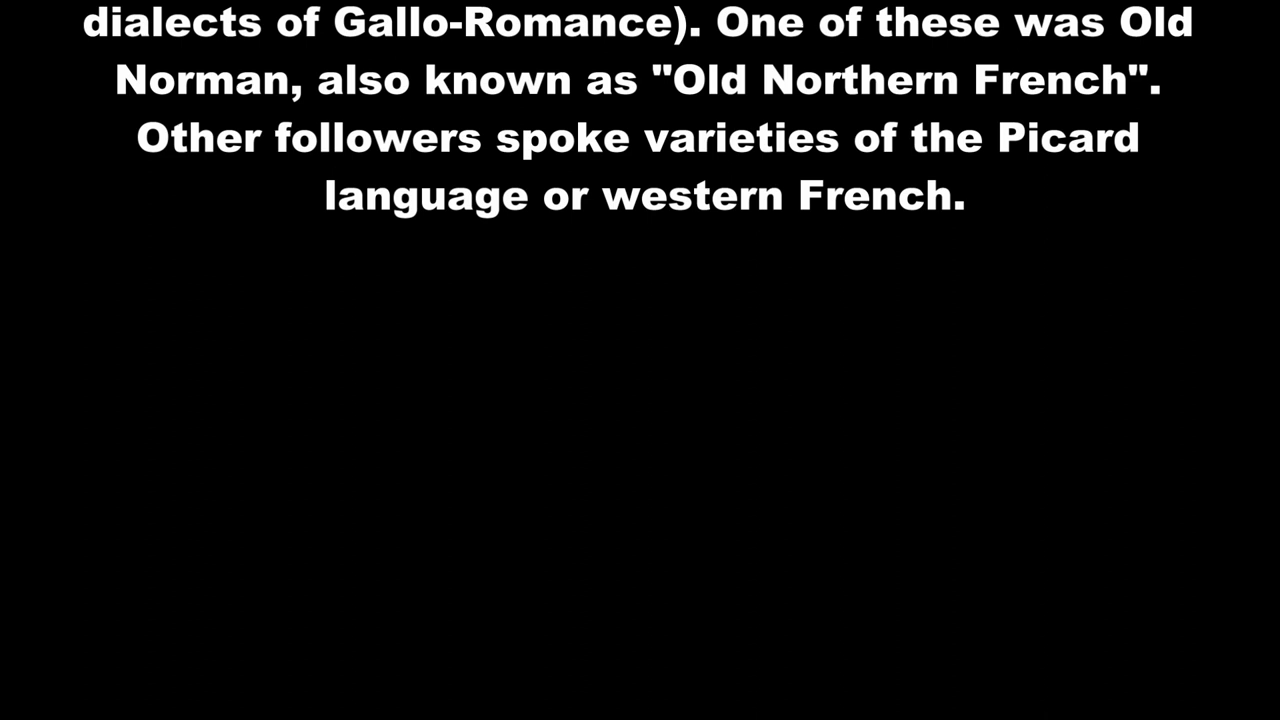 dialects of Gallo-Romance). One of these was Old
Norman, also known as "Old Northern French".
Other followers spoke varieties of the Picard
language or western French.